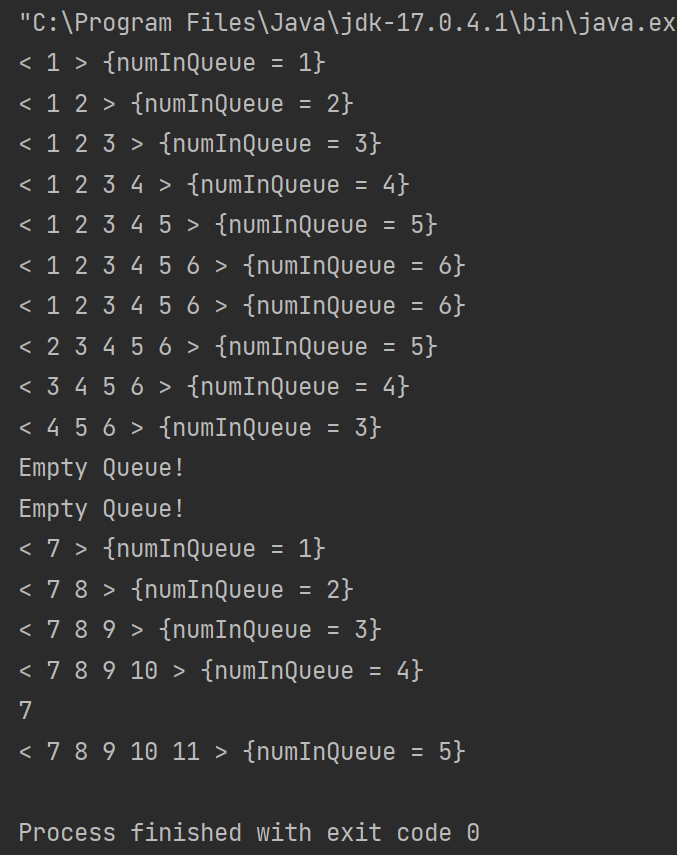 "C:\Program Files\Java\jdk-17.0.4.1\bin\java.ex
< 1 > {numInQueue = 1}
< 1 2 > {numInQueue = 2}
< 1 2 3 > {numInQueue = 3}
< 1 2 3 4 > {numInQueue = 4}
< 1 2 3 4 5 > {numInQueue = 5}
< 1 2 3 4 5 6 > {numInQueue = 6}
< 1 2 3 4 5 6 > {numInQueue = 6}
< 2 3 4 5 6 > {numInQueue = 5}
< 3 4 5 6 > {numInQueue = 4}
< 4 5 6 > {numInQueue = 3}
Empty Queue!
Empty Queue!
< 7 > {numInQueue = 1}
< 7 8 > {numInQueue = 2}
< 7 8 9 > {numInQueue = 3}
< 7 8 9 10 > {numInQueue = 4}
7
< 7 8 9 10 11 > {numInQueue = 5}
Process finished with exit code 0